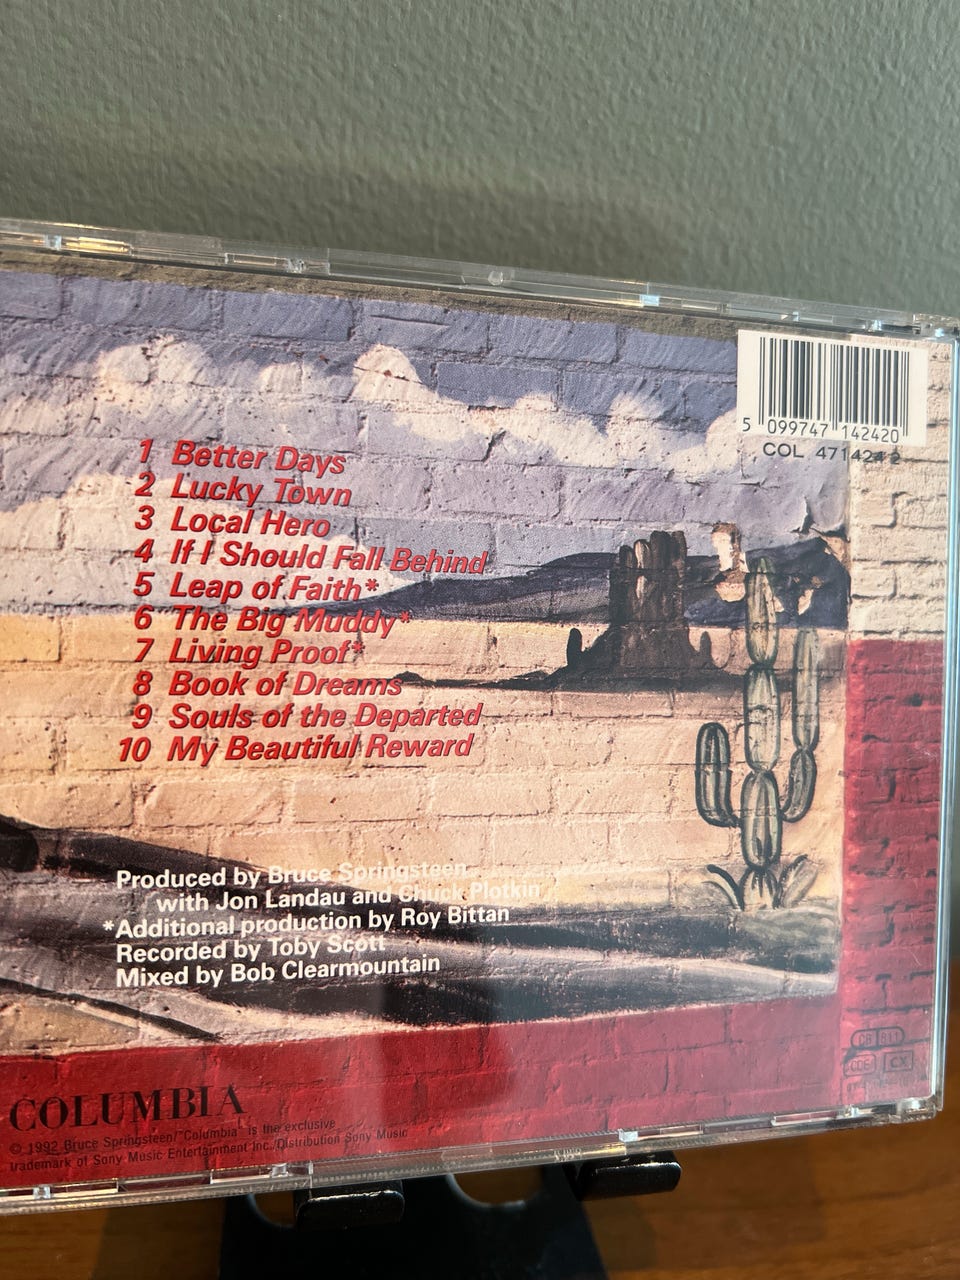 5 099747 142420
COL 471424 2
1 Better Days
2 Lucky Town
3 Local Hero
4 If I Should Fall Behind
5 Leap of Faith*
6 The Big Muddy*
7 Living Proof*
8 Book of Dreams
9 Souls of the Departed
10 My Beautiful Reward
Produced by Bruce Springsteen
with Jon Landau and Chuck Plotkin
*Additional production by Roy Bittan
Recorded by Toby Scott
Mixed by Bob Clearmountain
CB
CDE CX
COLUMBIA
© 1992 Bruce Springsteen/"Columbia" is the exclusive
trademark of Sony Music Entertainment Inc./Distribution Sony Music